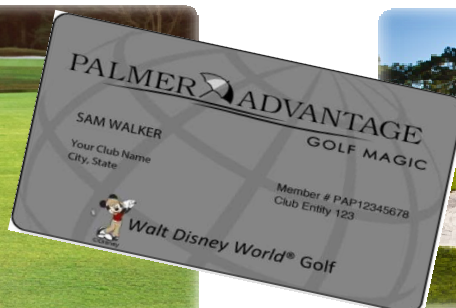 PALMER ADVANTAGE
GOLF MAGIC
SAM WALKER
Your Club Name
City, State
Member # PAP12345678
Club Entity 123
Walt Disney World® Golf